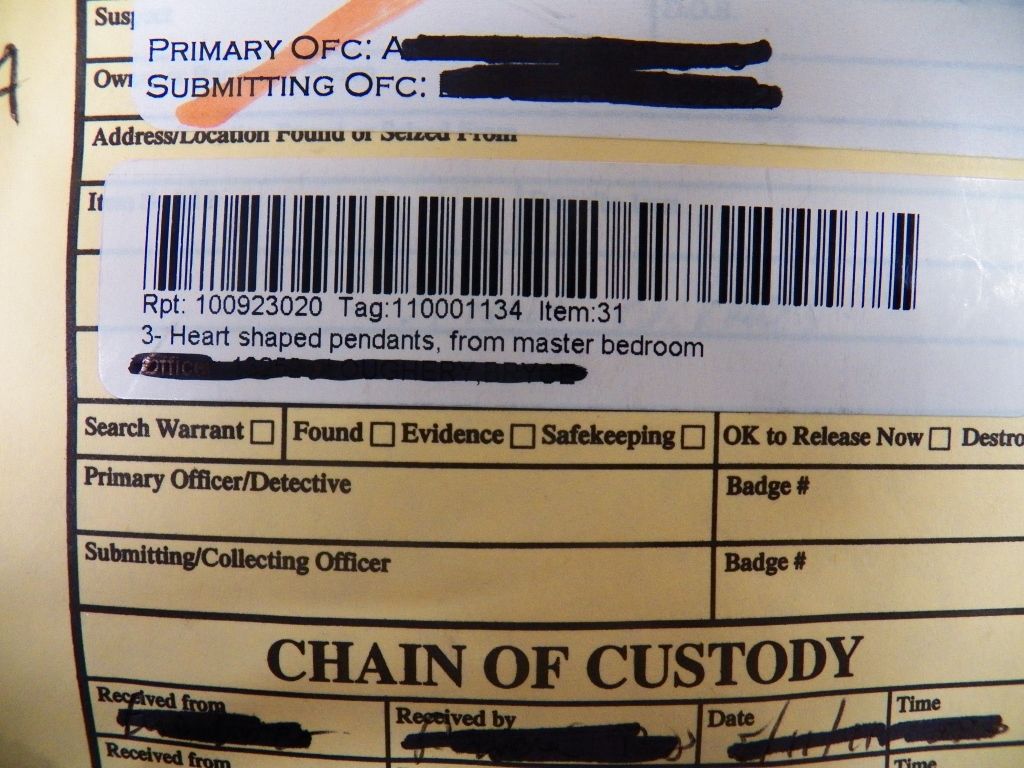 PRIMARY OFC: A
SUBMITTING OFC:
Address/Location Found or Seized From
Rpt: 100923020 Tag:110001134 Item:31
3- Heart shaped pendants, from master bedroom
Search Warrant Found Evidence Safekeeping OK to Release Now
Primary Officer/Detective Badge #
Submitting/Collecting Officer Badge #
CHAIN OF CUSTODY
Received from Received by Date Time
Received from Time